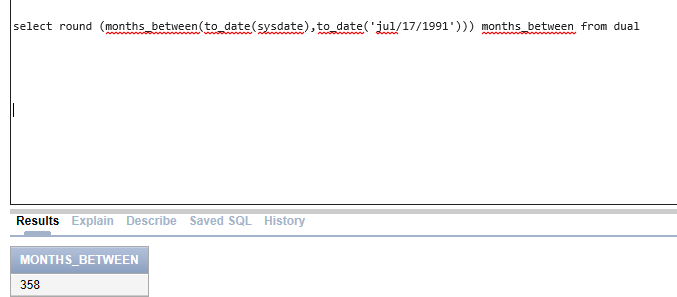 select round (months_between(to_date(sysdate),to_date('jul/17/1991'))) months_between from dual
Results Explain Describe Saved SQL History
MONTHS_BETWEEN
358